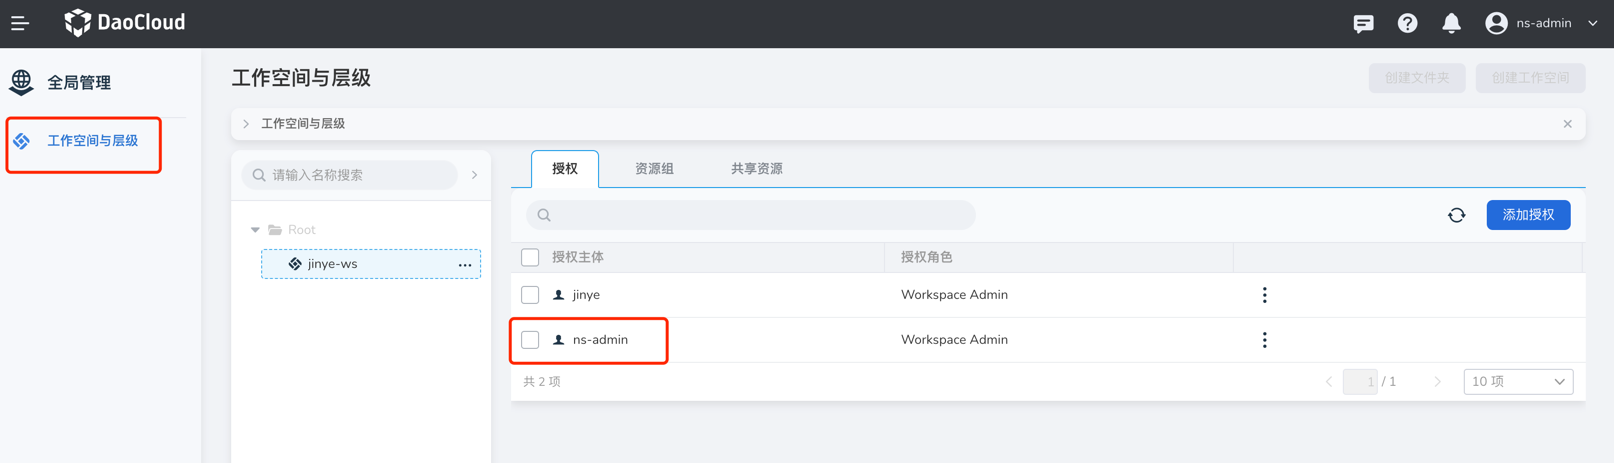 DaoCloud
ns-admin
全局管理
工作空间与层级
工作空间与层级
创建文件夹
创建工作空间
工作空间与层级
请输入名称搜索
Root
jinye-ws
授权
资源组
共享资源
添加授权
授权主体
授权角色
jinye
Workspace Admin
ns-admin
Workspace Admin
共 2 项
1 / 1
10 项